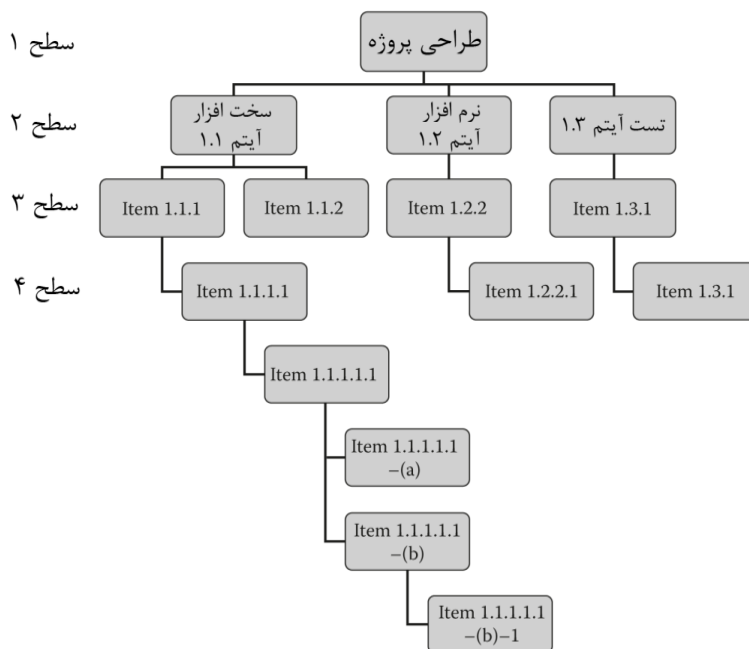 سطح ۱
طراحی پروژه
سطح ۲
سخت افزار
آیتم ۱.۱
نرم افزار
آیتم ۱.۲
تست آیتم ۱.۳
سطح ۳
Item 1.1.1
Item 1.1.2
Item 1.2.2
Item 1.3.1
سطح ۴
Item 1.1.1.1
Item 1.2.2.1
Item 1.3.1
Item 1.1.1.1.1
Item 1.1.1.1.1
–(a)
Item 1.1.1.1.1
–(b)
Item 1.1.1.1.1
–(b)–1